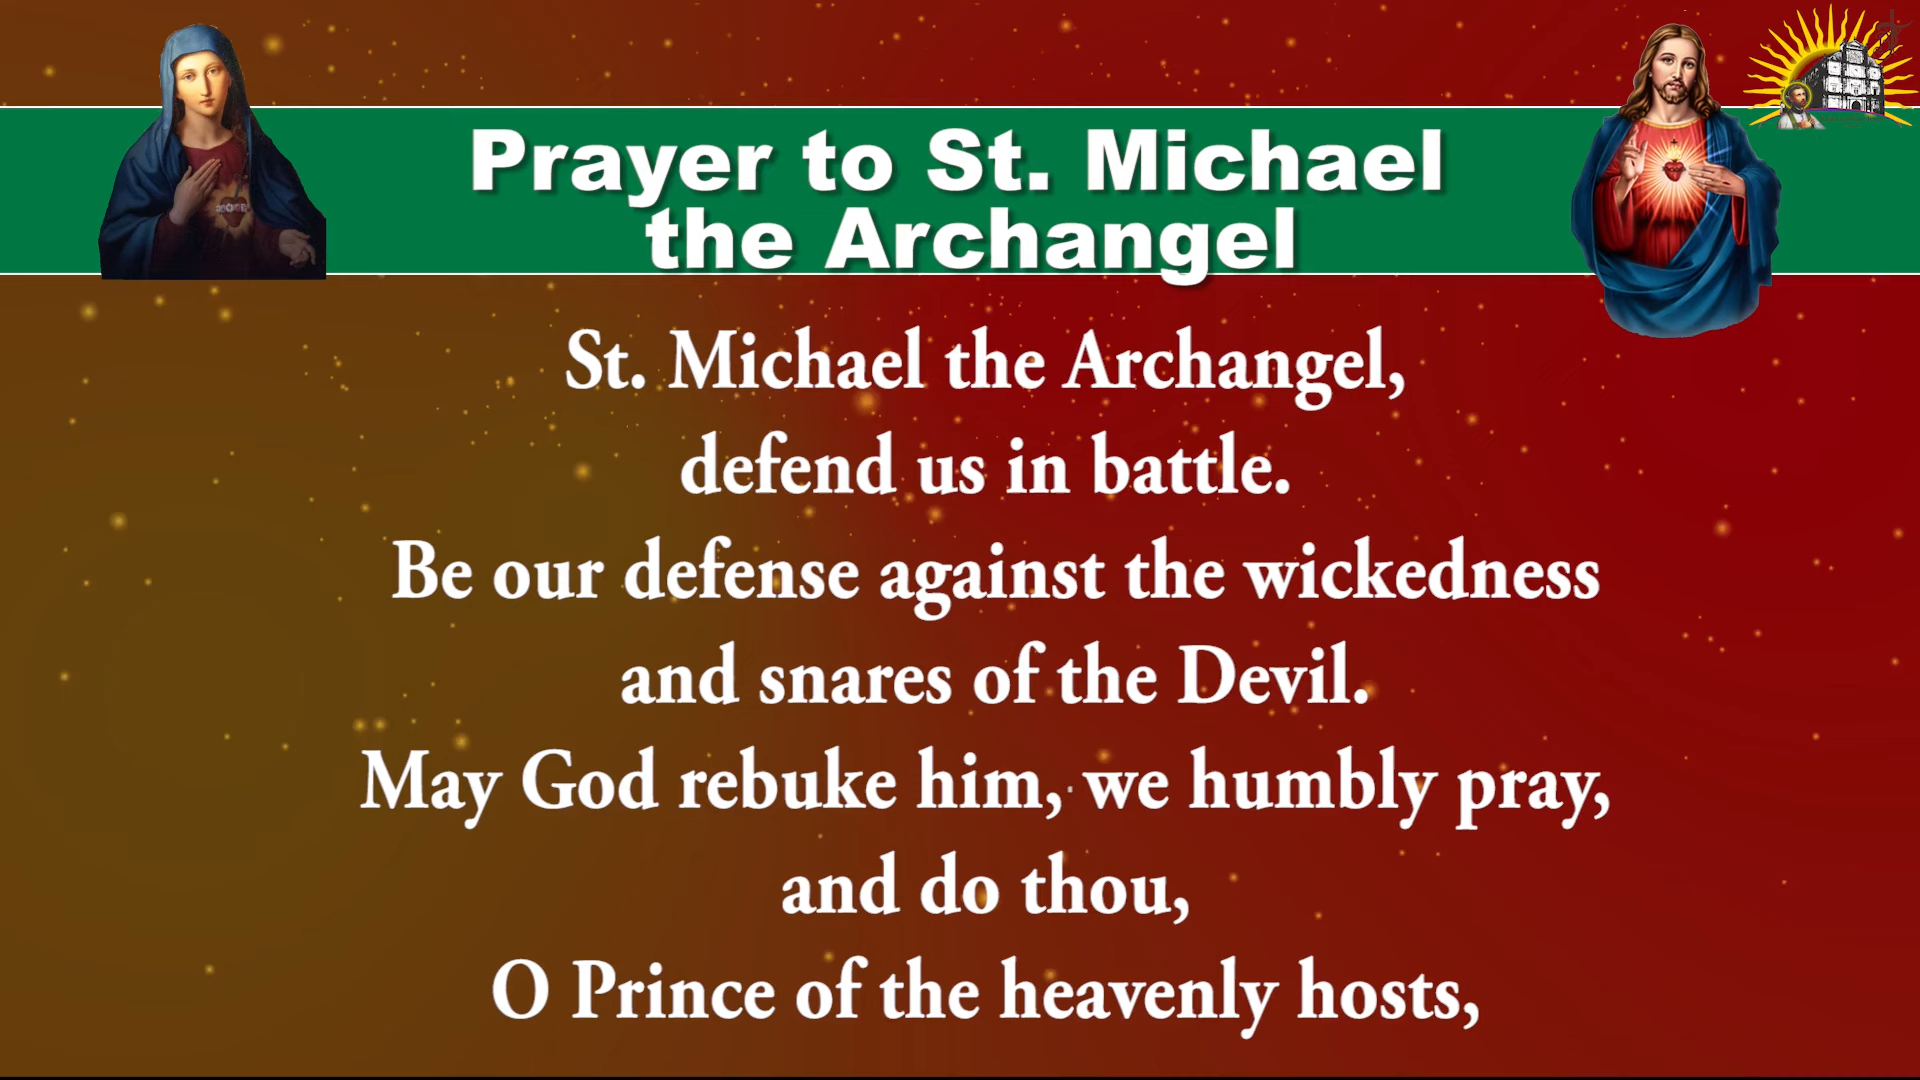 Prayer to St. Michael
the Archangel
St. Michael the Archangel,
defend us in battle.
Be our defense against the wickedness
and snares of the Devil.
May God rebuke him, we humbly pray,
and do thou,
O Prince of the heavenly hosts,